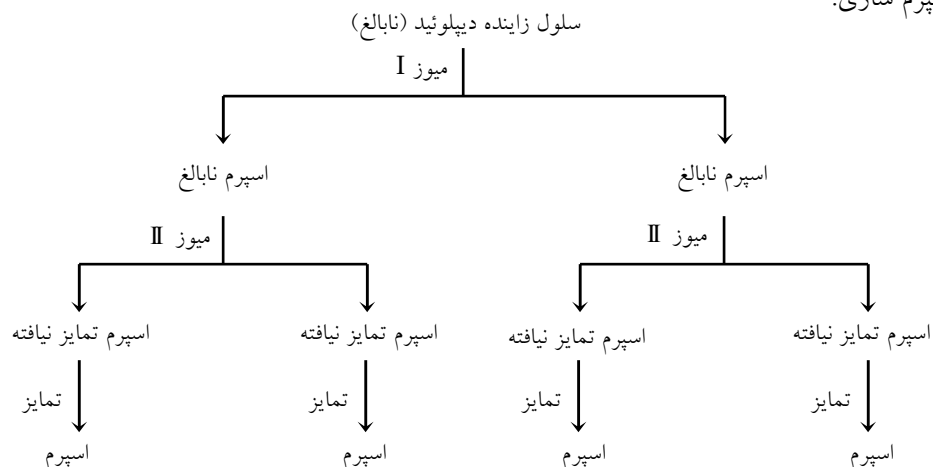 اسپرم سازی:
سلول زاینده دیپلوئید (نابالغ)
میوز I
اسپرم نابالغ اسپرم نابالغ
میوز II میوز II
اسپرم تمایز نیافته اسپرم تمایز نیافته اسپرم تمایز نیافته اسپرم تمایز نیافته
تمایز تمایز تمایز تمایز
اسپرم اسپرم اسپرم اسپرم